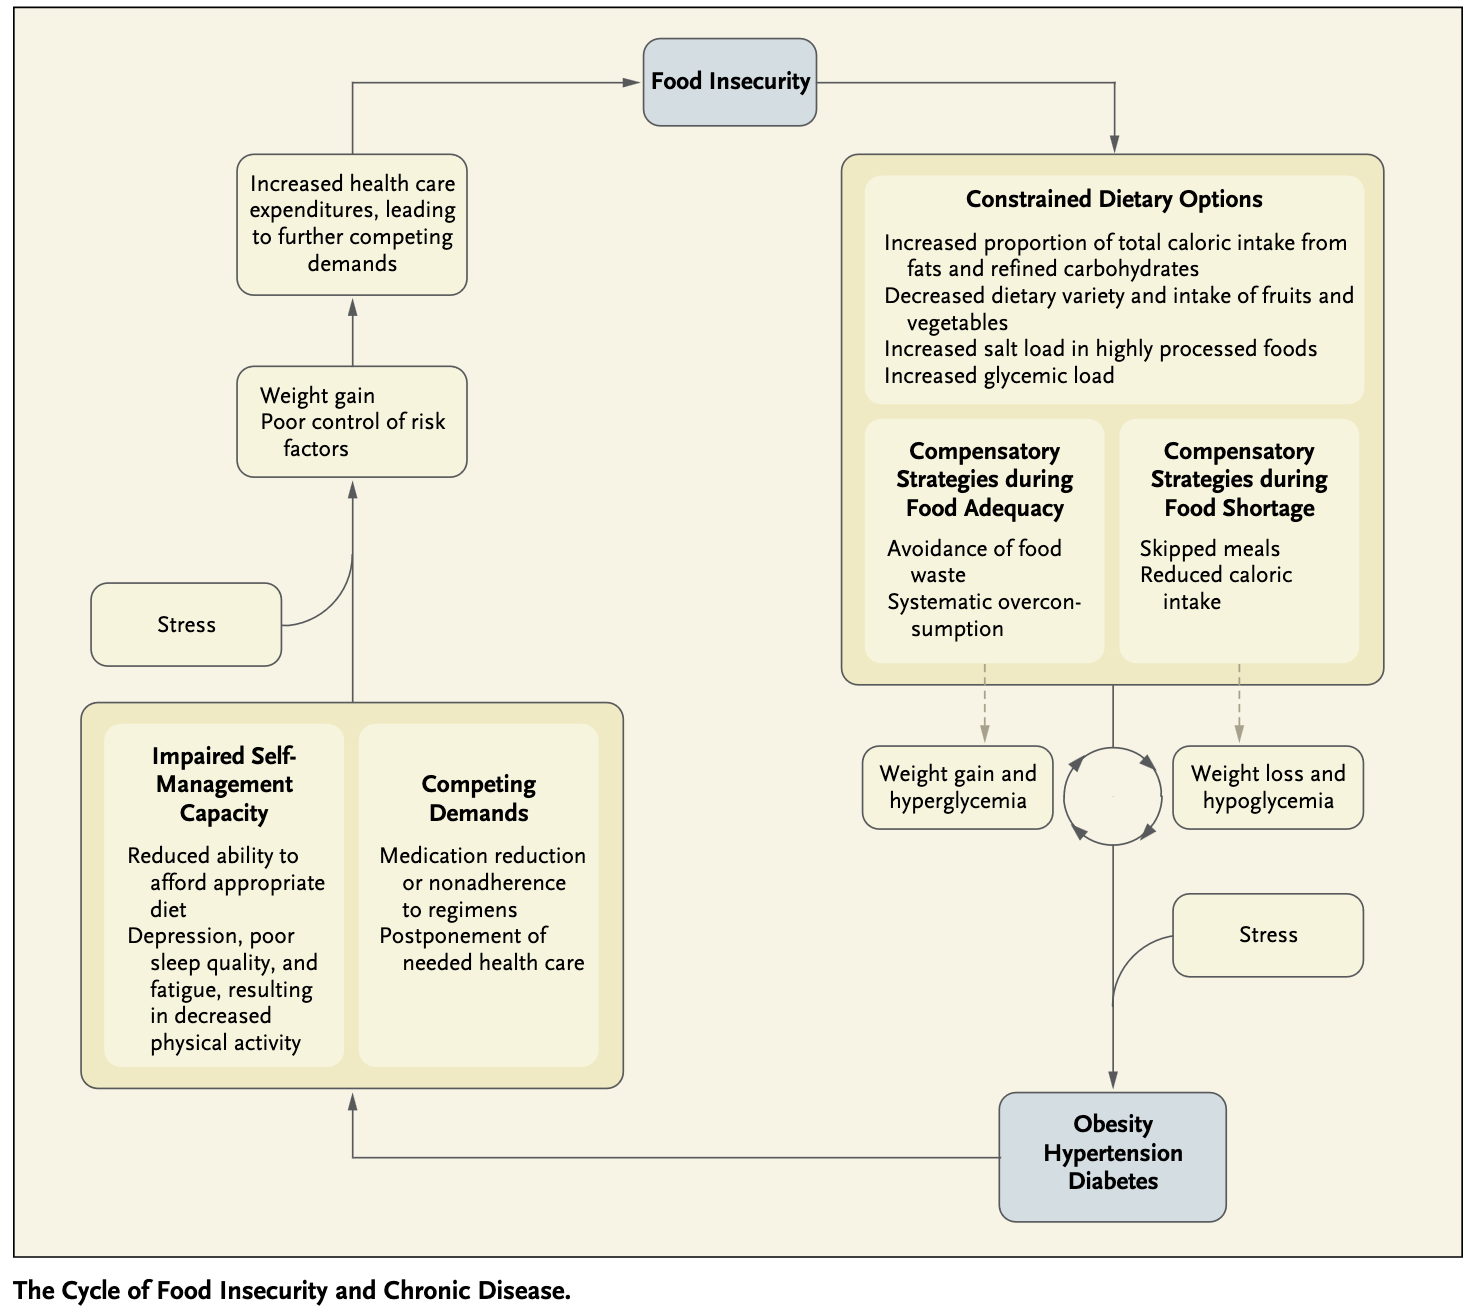 Food Insecurity
Increased health care
expenditures, leading
to further competing
demands
Constrained Dietary Options
Increased proportion of total caloric intake from
fats and refined carbohydrates
Decreased dietary variety and intake of fruits and
vegetables
Increased salt load in highly processed foods
Increased glycemic load
Weight gain
Poor control of risk
factors
Compensatory
Strategies during
Food Adequacy
Avoidance of food
waste
Systematic overcon-
sumption
Compensatory
Strategies during
Food Shortage
Skipped meals
Reduced caloric
intake
Stress
Impaired Self-
Management
Capacity
Reduced ability to
afford appropriate
diet
Depression, poor
sleep quality, and
fatigue, resulting
in decreased
physical activity
Competing
Demands
Medication reduction
or nonadherence
to regimens
Postponement of
needed health care
Weight gain and
hyperglycemia
Weight loss and
hypoglycemia
Stress
Obesity
Hypertension
Diabetes
The Cycle of Food Insecurity and Chronic Disease.